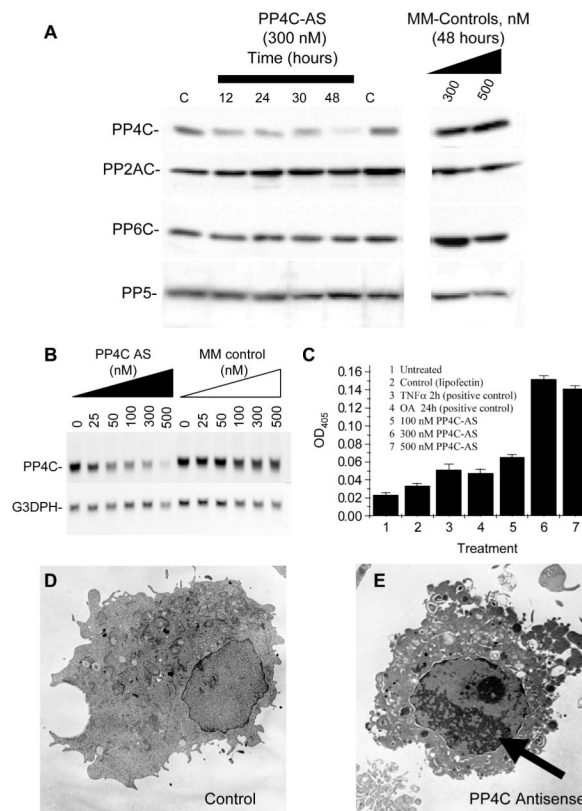 A
PP4C-AS
(300 nM)
Time (hours)
MM-Controls, nM
(48 hours)
C 12 24 30 48 C 300 500
PP4C-
PP2AC-
PP6C-
PP5-
B
PP4C AS
(nM)
MM control
(nM)
0 25 50 100 300 500 0 25 50 100 300 500
PP4C-
G3DPH-
C
OD405
0.16
0.14
0.12
0.10
0.08
0.06
0.04
0.02
0.00
1 Untreated
2 Control (lipofectin)
3 TNFα 2h (positive control)
4 OA 24h (positive control)
5 100 nM PP4C-AS
6 300 nM PP4C-AS
7 500 nM PP4C-AS
1 2 3 4 5 6 7
Treatment
D
Control
E
PP4C Antisense